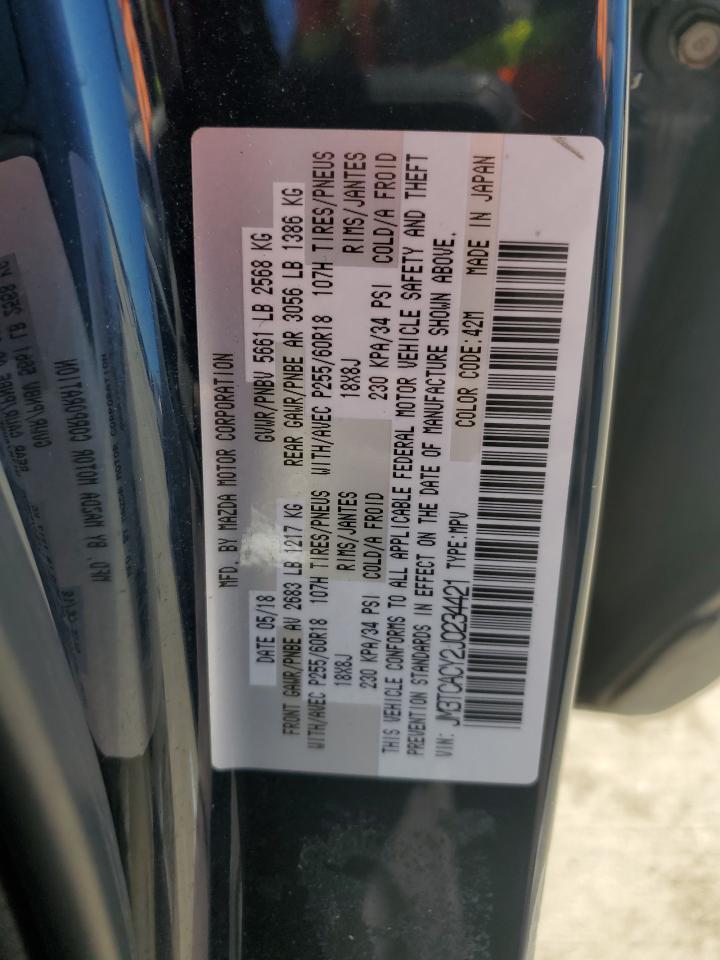 MFD. BY MAZDA MOTOR CORPORATION
DATE 05/18 GVWR/PNBV 5661 LB 2568 KG
FRONT GAWR/PNBE AV 2683 LB 1217 KG REAR GAWR/PNBE AR 3056 LB 1386 KG
WITH/AVEC P255/60R18 107H TIRES/PNEUS WITH/AVEC P255/60R18 107H TIRES/PNEUS
18X8J RIMS/JANTES 18X8J RIMS/JANTES
230 KPA/34 PSI COLD/A FROID 230 KPA/34 PSI COLD/A FROID
THIS VEHICLE CONFORMS TO ALL APPLICABLE FEDERAL MOTOR VEHICLE SAFETY AND THEFT
PREVENTION STANDARDS IN EFFECT ON THE DATE OF MANUFACTURE SHOWN ABOVE.
VIN: JM3TCACY2J0234421 TYPE:MPV COLOR CODE:42M MADE IN JAPAN